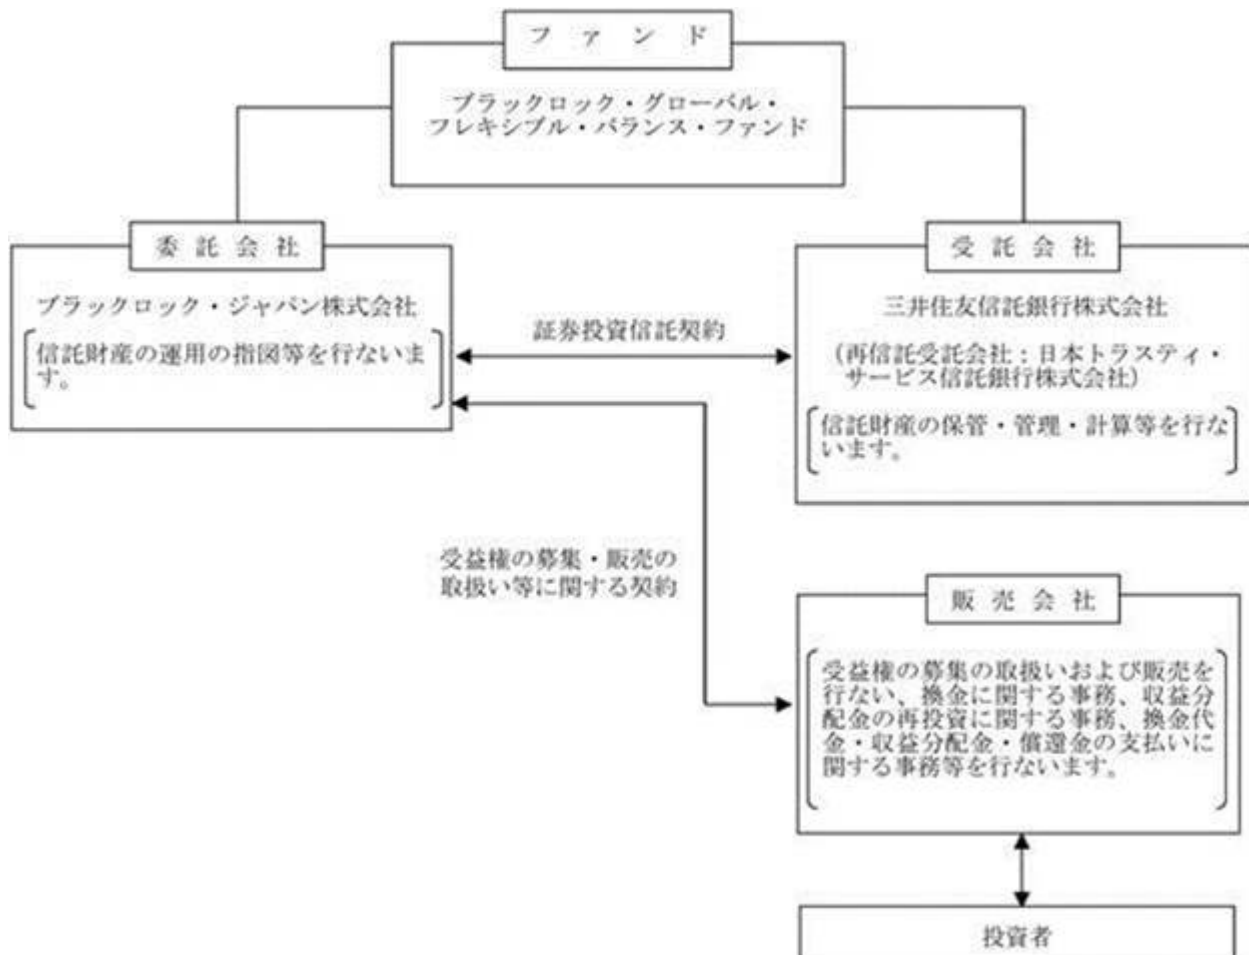 ファンド
ブラックロック・グローバル・
フレキシブル・バランス・ファンド
委託会社
ブラックロック・ジャパン株式会社
信託財産の運用の指図等を行ないま
す。
証券投資信託契約
受託会社
三井住友信託銀行株式会社
(再信託受託会社：日本トラスティ・
サービス信託銀行株式会社)
信託財産の保管・管理・計算等を行な
います。
受益権の募集・販売の
取扱い等に関する契約
販売会社
受益権の募集の取扱いおよび販売を
行ない、換金に関する事務、収益分
配金の再投資に関する事務、換金代
金・収益分配金・償還金の支払いに
関する事務等を行ないます。
投資者